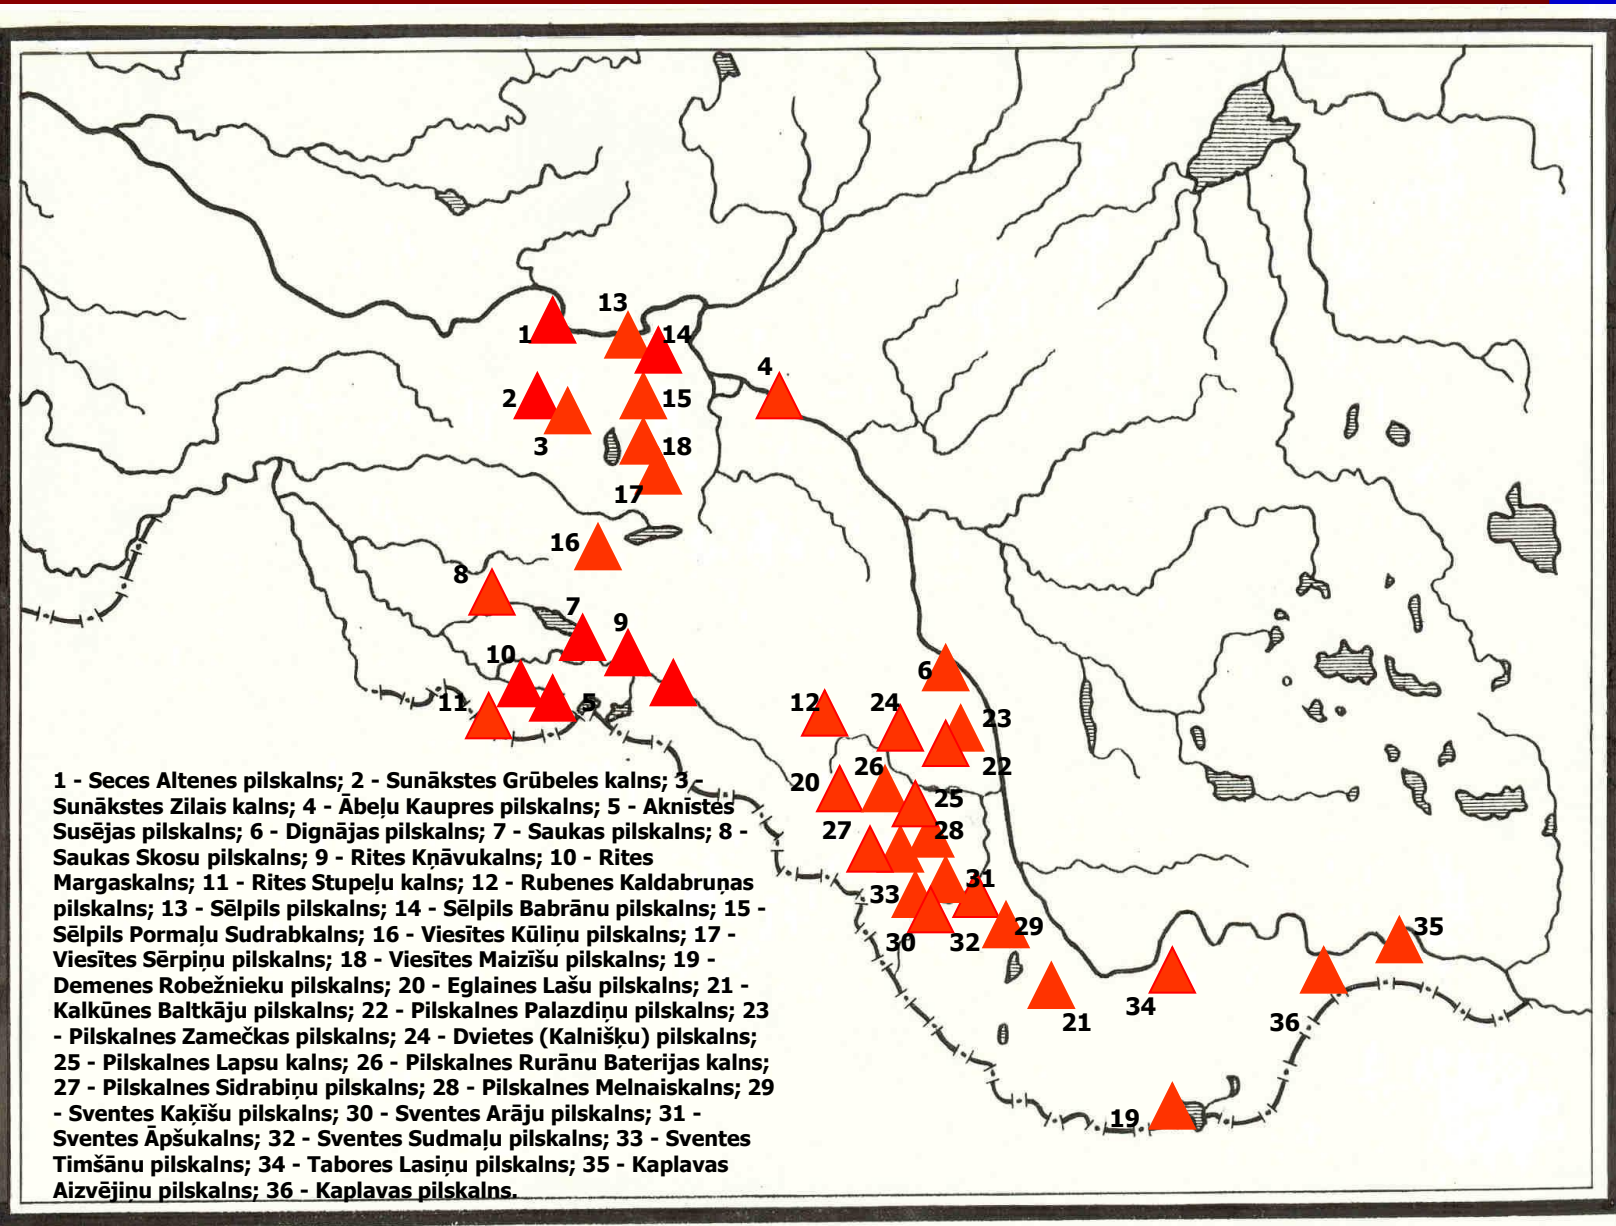 13
1
14
4
2
15
3
18
17
16
8
7
9
10
6
11
5
12
24
23
22
26
20
25
27
28
31
33
29
30
32
35
34
21
36
19
1 - Seces Altenes pilskalns; 2 - Sunākstes Grūbeles kalns; 3 -
Sunākstes Zilais kalns; 4 - Ābeļu Kaupres pilskalns; 5 - Aknīstes
Susējas pilskalns; 6 - Dignājas pilskalns; 7 - Saukas pilskalns; 8 -
Saukas Skosu pilskalns; 9 - Rites Kņāvukalns; 10 - Rites
Margaskalns; 11 - Rites Stupeļu kalns; 12 - Rubenes Kaldabruņas
pilskalns; 13 - Sēlpils pilskalns; 14 - Sēlpils Babrānu pilskalns; 15 -
Sēlpils Pormaļu Sudrabkalns; 16 - Viesītes Kūliņu pilskalns; 17 -
Viesītes Sērpiņu pilskalns; 18 - Viesītes Maizīšu pilskalns; 19 -
Demenes Robežnieku pilskalns; 20 - Eglaines Lašu pilskalns; 21 -
Kalkūnes Baltkāju pilskalns; 22 - Pilskalnes Palazdiņu pilskalns; 23
- Pilskalnes Zamečkas pilskalns; 24 - Dvietes (Kalnišķu) pilskalns;
25 - Pilskalnes Lapsu kalns; 26 - Pilskalnes Rurānu Baterijas kalns;
27 - Pilskalnes Sidrabiņu pilskalns; 28 - Pilskalnes Melnaiskalns; 29
- Sventes Kaķīšu pilskalns; 30 - Sventes Arāju pilskalns; 31 -
Sventes Āpšukalns; 32 - Sventes Sudmaļu pilskalns; 33 - Sventes
Timšānu pilskalns; 34 - Tabores Lasiņu pilskalns; 35 - Kaplavas
Aizvējiņu pilskalns; 36 - Kaplavas pilskalns.